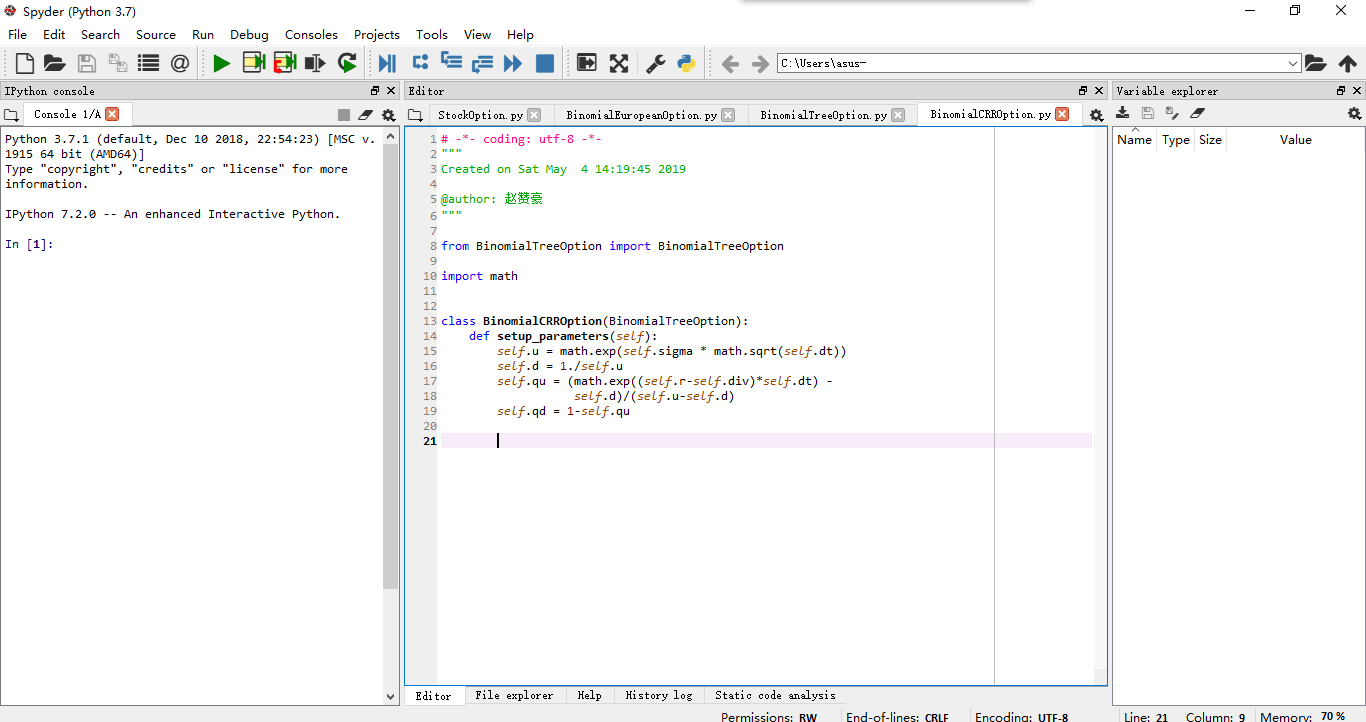 Spyder (Python 3.7)
File Edit Search Source Run Debug Consoles Projects Tools View Help
C:\Users\asus-
IPython console
Console 1/A
Python 3.7.1 (default, Dec 10 2018, 22:54:23) [MSC v.
1915 64 bit (AMD64)]
Type "copyright", "credits" or "license" for more
information.
IPython 7.2.0 -- An enhanced Interactive Python.
In [1]:
Editor
StockOption.py BinomialEuropeanOption.py BinomialTreeOption.py BinomialCRROption.py
1 # -*- coding: utf-8 -*-
2 """
3 Created on Sat May  4 14:19:45 2019
4
5 @author: 赵赞豪
6 """
7
8 from BinomialTreeOption import BinomialTreeOption
9
10 import math
11
12
13 class BinomialCRROption(BinomialTreeOption):
14     def setup_parameters(self):
15         self.u = math.exp(self.sigma * math.sqrt(self.dt))
16         self.d = 1./self.u
17         self.qu = (math.exp((self.r-self.div)*self.dt) -
18                    self.d)/(self.u-self.d)
19         self.qd = 1-self.qu
20
21
Editor File explorer Help History log Static code analysis
Variable explorer
Name Type Size Value
Permissions: RW End-of-lines: CRLF Encoding: UTF-8 Line: 21 Column: 9 Memory: 70 %